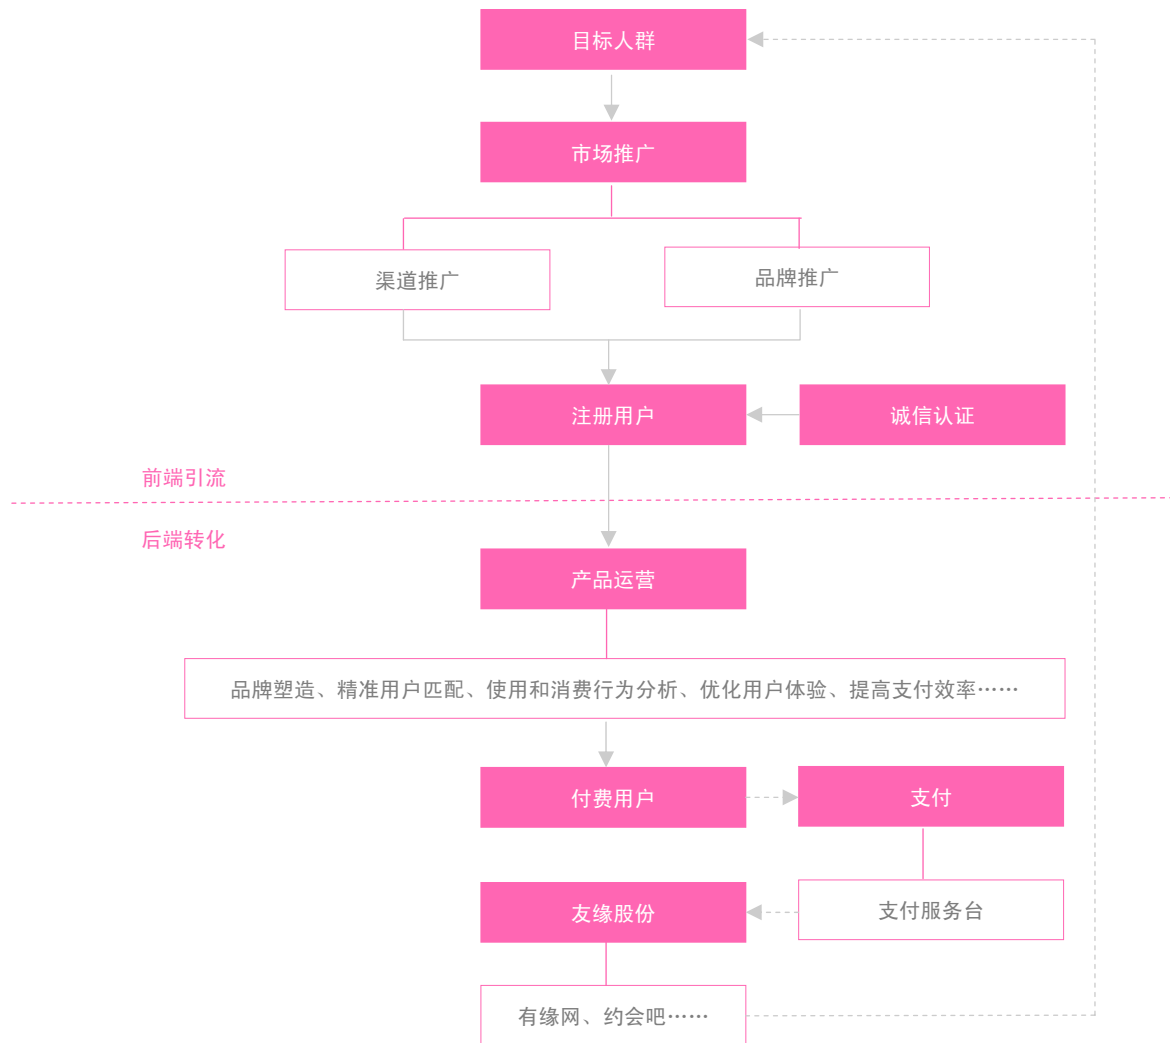 目标人群
市场推广
渠道推广
品牌推广
注册用户
诚信认证
前端引流
后端转化
产品运营
品牌塑造、精准用户匹配、使用和消费行为分析、优化用户体验、提高支付效率……
付费用户
支付
友缘股份
支付服务台
有缘网、约会吧……